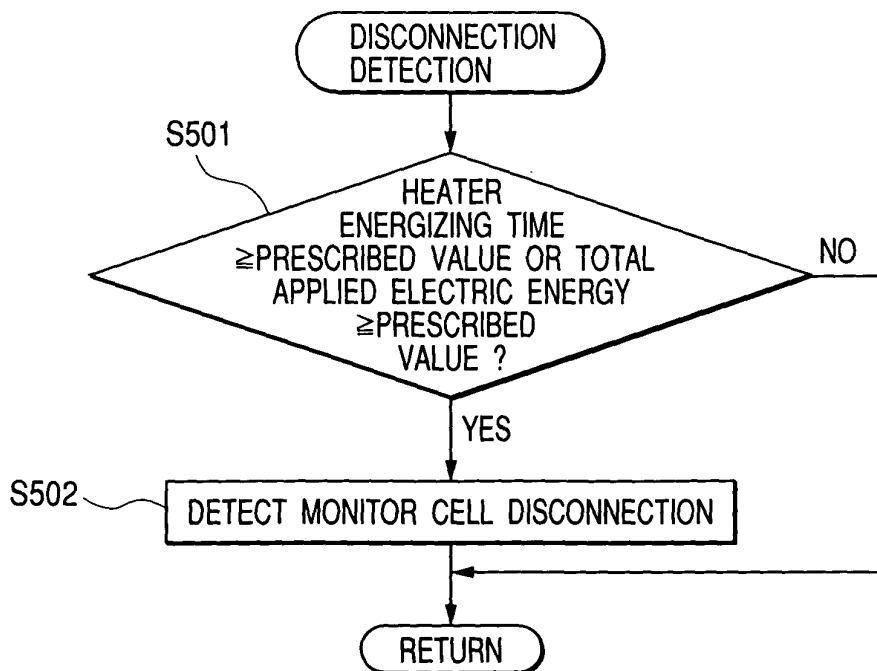 DISCONNECTION
DETECTION
S501
HEATER
ENERGIZING TIME
≧PRESCRIBED VALUE OR TOTAL
APPLIED ELECTRIC ENERGY
≧PRESCRIBED
VALUE ?
NO
YES
S502
DETECT MONITOR CELL DISCONNECTION
RETURN